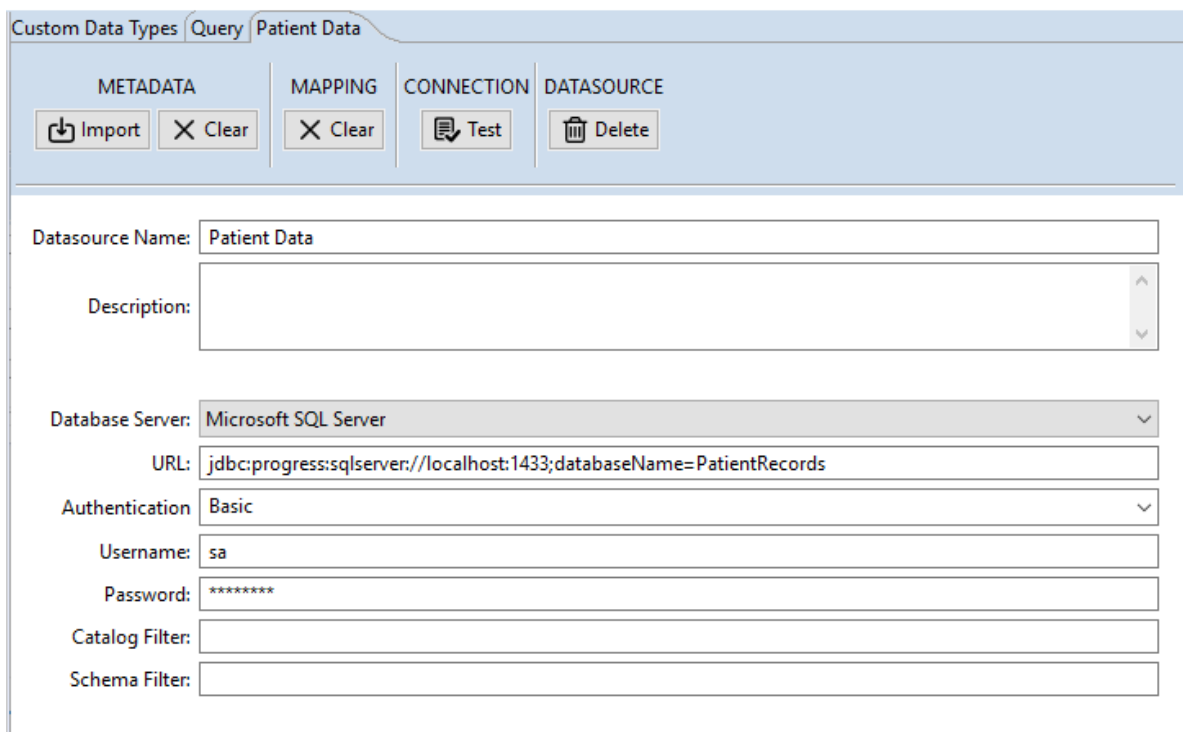 Custom Data Types Query Patient Data
METADATA MAPPING CONNECTION DATASOURCE
Import Clear Clear Test Delete
Datasource Name: Patient Data
Description:
Database Server: Microsoft SQL Server
URL: jdbc:progress:sqlserver://localhost:1433;databaseName=PatientRecords
Authentication Basic
Username: sa
Password: ********
Catalog Filter:
Schema Filter: